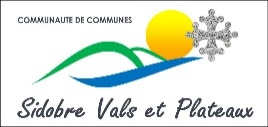 COMMUNAUTE DE COMMUNES
Sidobre Vals et Plateaux